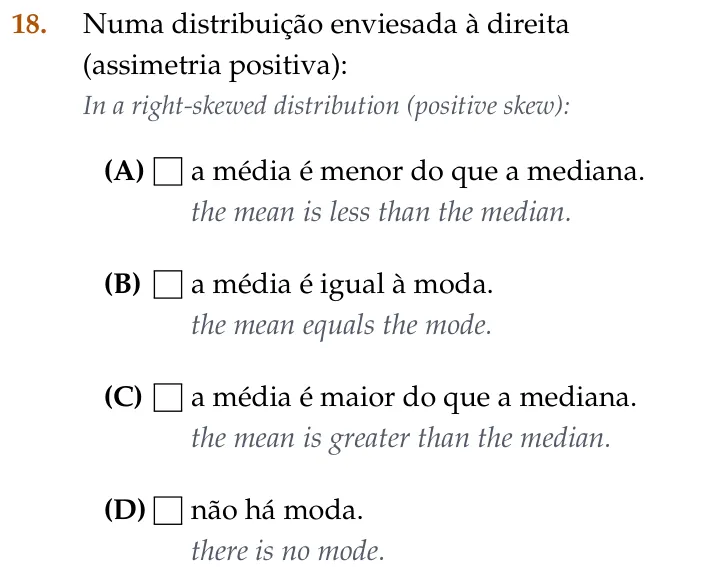 18. Numa distribuição enviesada à direita
(assimetria positiva):
In a right-skewed distribution (positive skew):
(A) □ a média é menor do que a mediana.
the mean is less than the median.
(B) □ a média é igual à moda.
the mean equals the mode.
(C) □ a média é maior do que a mediana.
the mean is greater than the median.
(D) □ não há moda.
there is no mode.